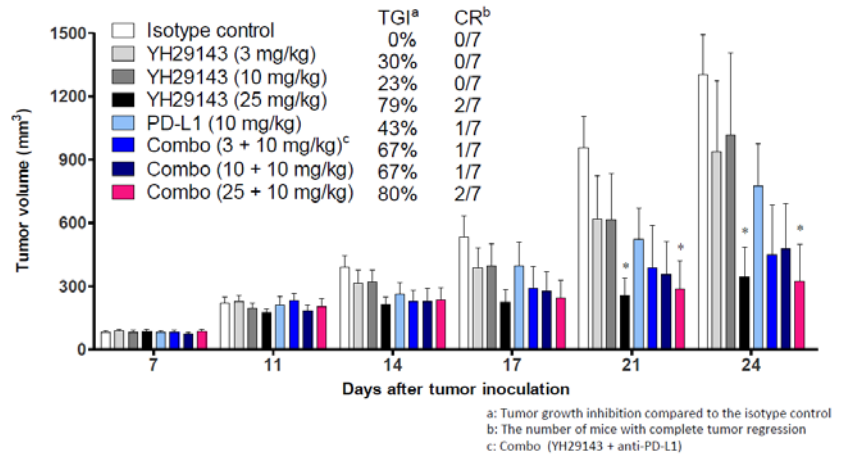 TGIa CRb
Isotype control 0% 0/7
YH29143 (3 mg/kg) 30% 0/7
YH29143 (10 mg/kg) 23% 0/7
YH29143 (25 mg/kg) 79% 2/7
PD-L1 (10 mg/kg) 43% 1/7
Combo (3 + 10 mg/kg)c 67% 1/7
Combo (10 + 10 mg/kg) 67% 1/7
Combo (25 + 10 mg/kg) 80% 2/7
Tumor volume (mm3)
1500
1200
900
600
300
0
* * * *
7 11 14 17 21 24
Days after tumor inoculation
a: Tumor growth inhibition compared to the isotype control
b: The number of mice with complete tumor regression
c: Combo (YH29143 + anti-PD-L1)